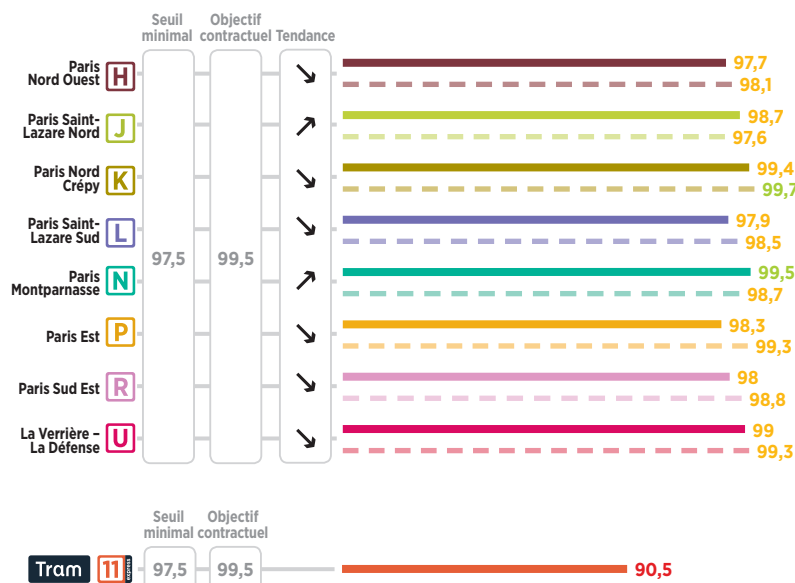 Seuil minimal
Objectif contractuel
Tendance
Paris
Nord Ouest
H
97,7
98,1
Paris Saint-
Lazare Nord
J
98,7
97,6
Paris Nord
Crépy
K
99,4
99,7
Paris Saint-
Lazare Sud
L
97,9
98,5
97,5
99,5
Paris
Montparnasse
N
99,5
98,7
Paris Est
P
98,3
99,3
Paris Sud Est
R
98
98,8
La Verrière –
La Défense
U
99
99,3
Seuil minimal
Objectif contractuel
Tram
11
express
97,5
99,5
90,5